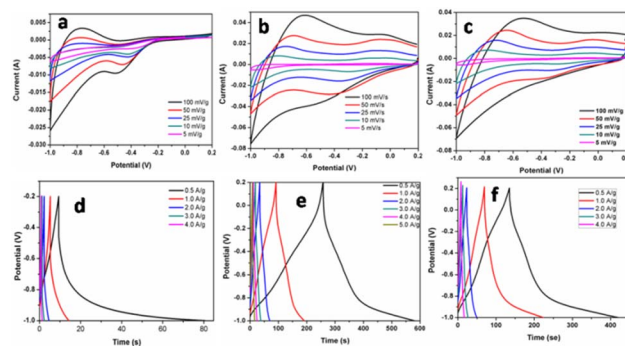 a
0.005
0.000
-0.005
-0.010
-0.015
-0.020
-0.025
-0.030
Current (A)
100 mV/g
50 mV/g
25 mV/g
10 mV/g
5 mV/g
-1.0 -0.8 -0.6 -0.4 -0.2 0.0 0.2
Potential (V)
b
0.04
0.02
0.00
-0.02
-0.04
-0.06
-0.08
Current (A)
100 mV/s
50 mV/s
25 mV/s
10 mV/s
5 mV/s
-1.0 -0.8 -0.6 -0.4 -0.2 0.0 0.2
Potential (V)
c
0.04
0.02
0.00
-0.02
-0.04
-0.06
-0.08
Current (A)
100 mV/g
50 mV/g
25 mV/g
10 mV/g
5 mV/g
-1.0 -0.8 -0.6 -0.4 -0.2 0.0
Potential (V)
d
0.0
-0.2
-0.4
-0.6
-0.8
-1.0
Potential (V)
0.5 A/g
1.0 A/g
2.0 A/g
3.0 A/g
4.0 A/g
0 20 40 60 80
Time (s)
e
0.2
0.0
-0.2
-0.4
-0.6
-0.8
-1.0
Potential (V)
0.5 A/g
1.0 A/g
2.0 A/g
3.0 A/g
4.0 A/g
5.0 A/g
0 200 400 600
Time (s)
f
0.2
0.0
-0.2
-0.4
-0.6
-0.8
-1.0
Potential (V)
0.5 A/g
1.0 A/g
2.0 A/g
3.0 A/g
4.0 A/g
0 100 200 300 400
Time (se)